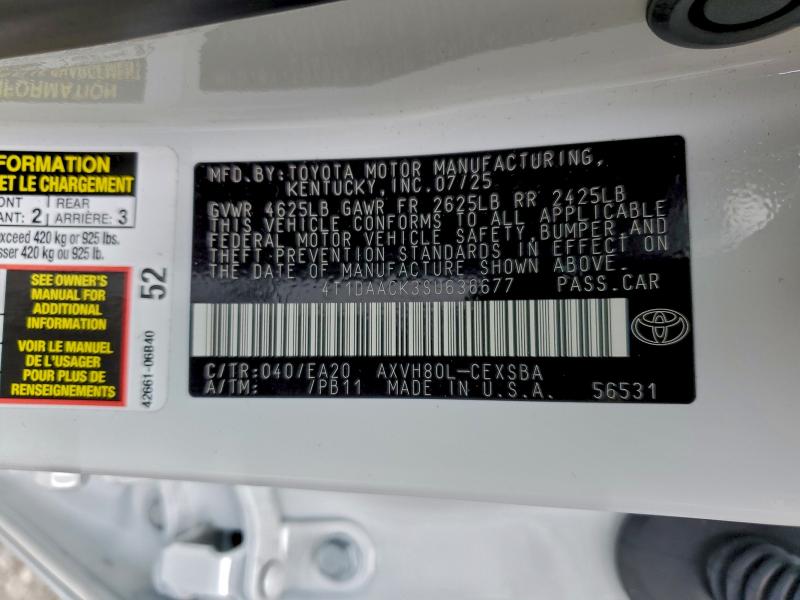 FORMATION
ET LE CHARGEMENT
ONT REAR
ANT: 2 ARRIÈRE: 3
exceed 420 kg or 925 lbs.
sser 420 kg ou 925 lb.
SEE OWNER'S
MANUAL FOR
ADDITIONAL
INFORMATION
VOIR LE MANUEL
DE L'USAGER
POUR PLUS DE
RENSEIGNEMENTS
52
42661-06B40
MFD.BY: TOYOTA MOTOR MANUFACTURING,
KENTUCKY, INC.07/25
GVWR 4625LB GAWR FR 2625LB RR 2425LB
THIS VEHICLE CONFORMS TO ALL APPLICABLE
FEDERAL MOTOR VEHICLE SAFETY, BUMPER, AND
THEFT PREVENTION STANDARDS IN EFFECT ON
THE DATE OF MANUFACTURE SHOWN ABOVE.
4T1DAACK3SU638677 PASS.CAR
C/TR:040/EA20 AXVH80L-CEXSBA
A/TM: 7PB11 MADE IN U.S.A. 56531